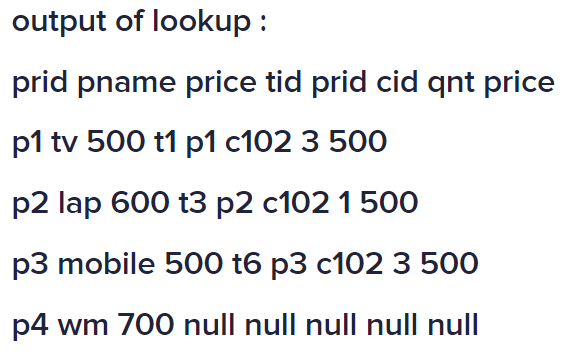 output of lookup :
prid pname price tid prid cid qnt price
p1 tv 500 t1 p1 c102 3 500
p2 lap 600 t3 p2 c102 1 500
p3 mobile 500 t6 p3 c102 3 500
p4 wm 700 null null null null null